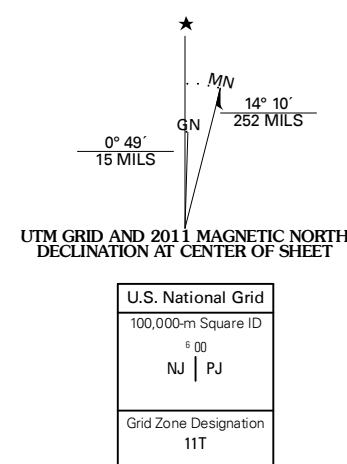 ★
MN
GN
14° 10´
252 MILS
0° 49´
15 MILS
UTM GRID AND 2011 MAGNETIC NORTH
DECLINATION AT CENTER OF SHEET
U.S. National Grid
100,000-m Square ID
6 00
NJ | PJ
Grid Zone Designation
11T